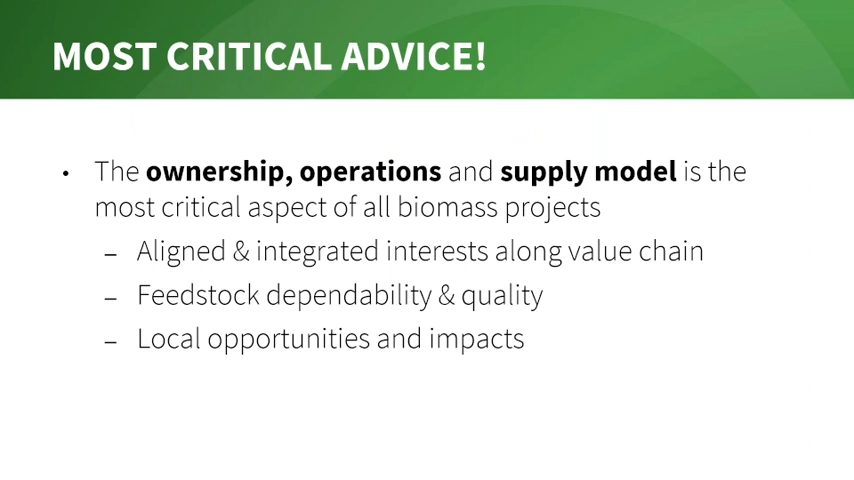 MOST CRITICAL ADVICE!
• The ownership, operations and supply model is the
most critical aspect of all biomass projects
– Aligned & integrated interests along value chain
– Feedstock dependability & quality
– Local opportunities and impacts